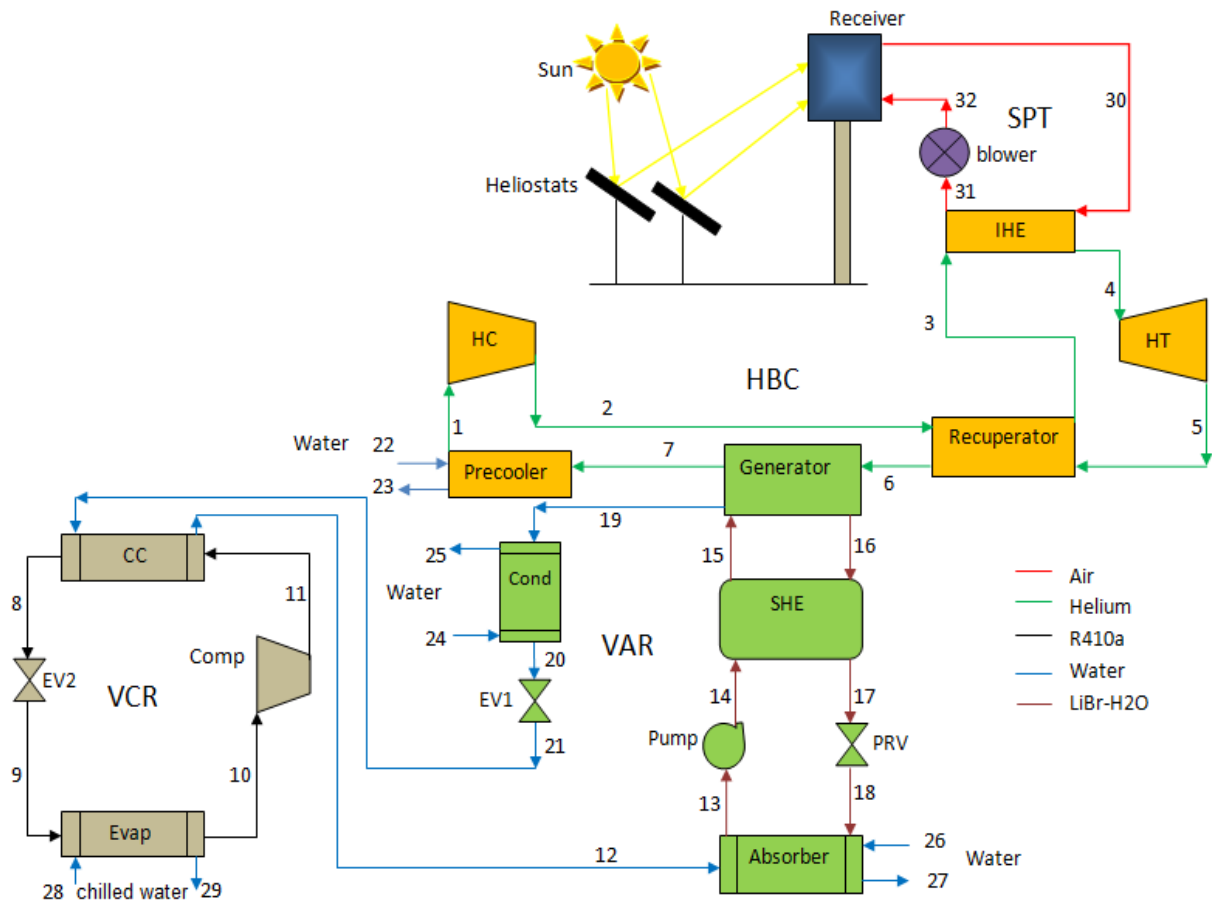 Receiver
Sun
32
30
SPT
blower
Heliostats
31
IHE
4
3
HC
HT
HBC
2
1
5
Water
22
7
Generator
Recuperator
Precooler
6
23
19
15
16
CC
25
Cond
8
11
Water
SHE
Air
Helium
R410a
Water
LiBr-H2O
24
VAR
Comp
20
EV2
14
17
VCR
EV1
Pump
PRV
21
9
10
13
18
Evap
12
Absorber
26
Water
27
28
chilled water
29